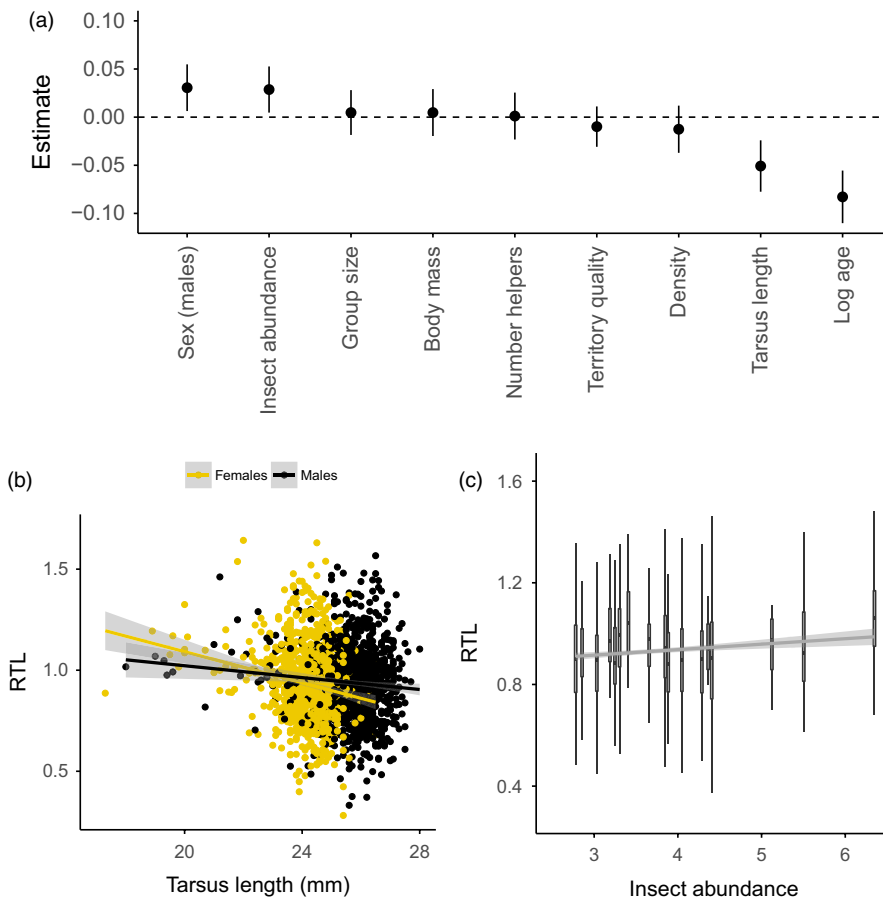 (a)
Estimate
0.10
0.05
0.00
−0.05
−0.10
Sex (males)
Insect abundance
Group size
Body mass
Number helpers
Territory quality
Density
Tarsus length
Log age
(b)
Females Males
RTL
1.5
1.0
0.5
20 24 28
Tarsus length (mm)
(c)
RTL
1.6
1.2
0.8
0.4
3 4 5 6
Insect abundance